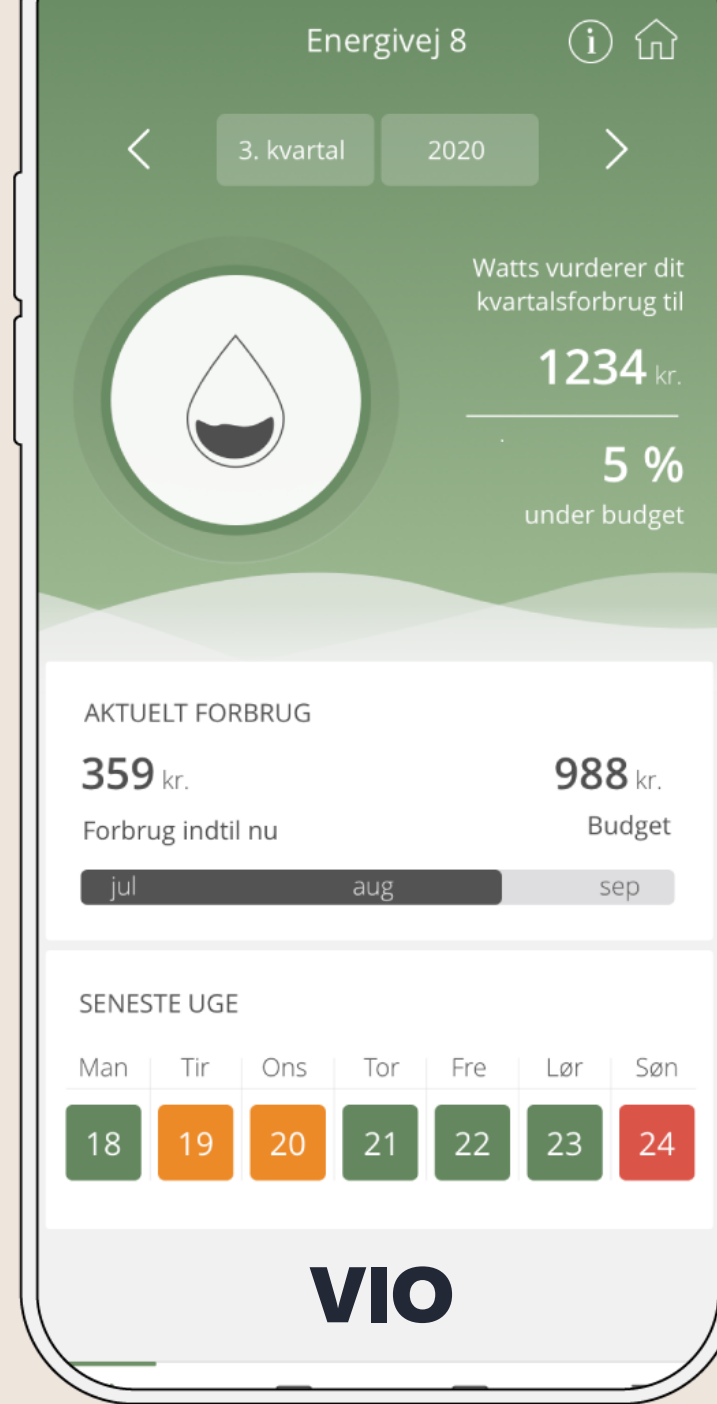 Energivej 8
i
3. kvartal 2020
Watts vurderer dit
kvartalsforbrug til
1234 kr.
5 %
under budget
AKTUELT FORBRUG
359 kr. 988 kr.
Forbrug indtil nu Budget
jul aug sep
SENESTE UGE
Man Tir Ons Tor Fre Lør Søn
18 19 20 21 22 23 24
VIO